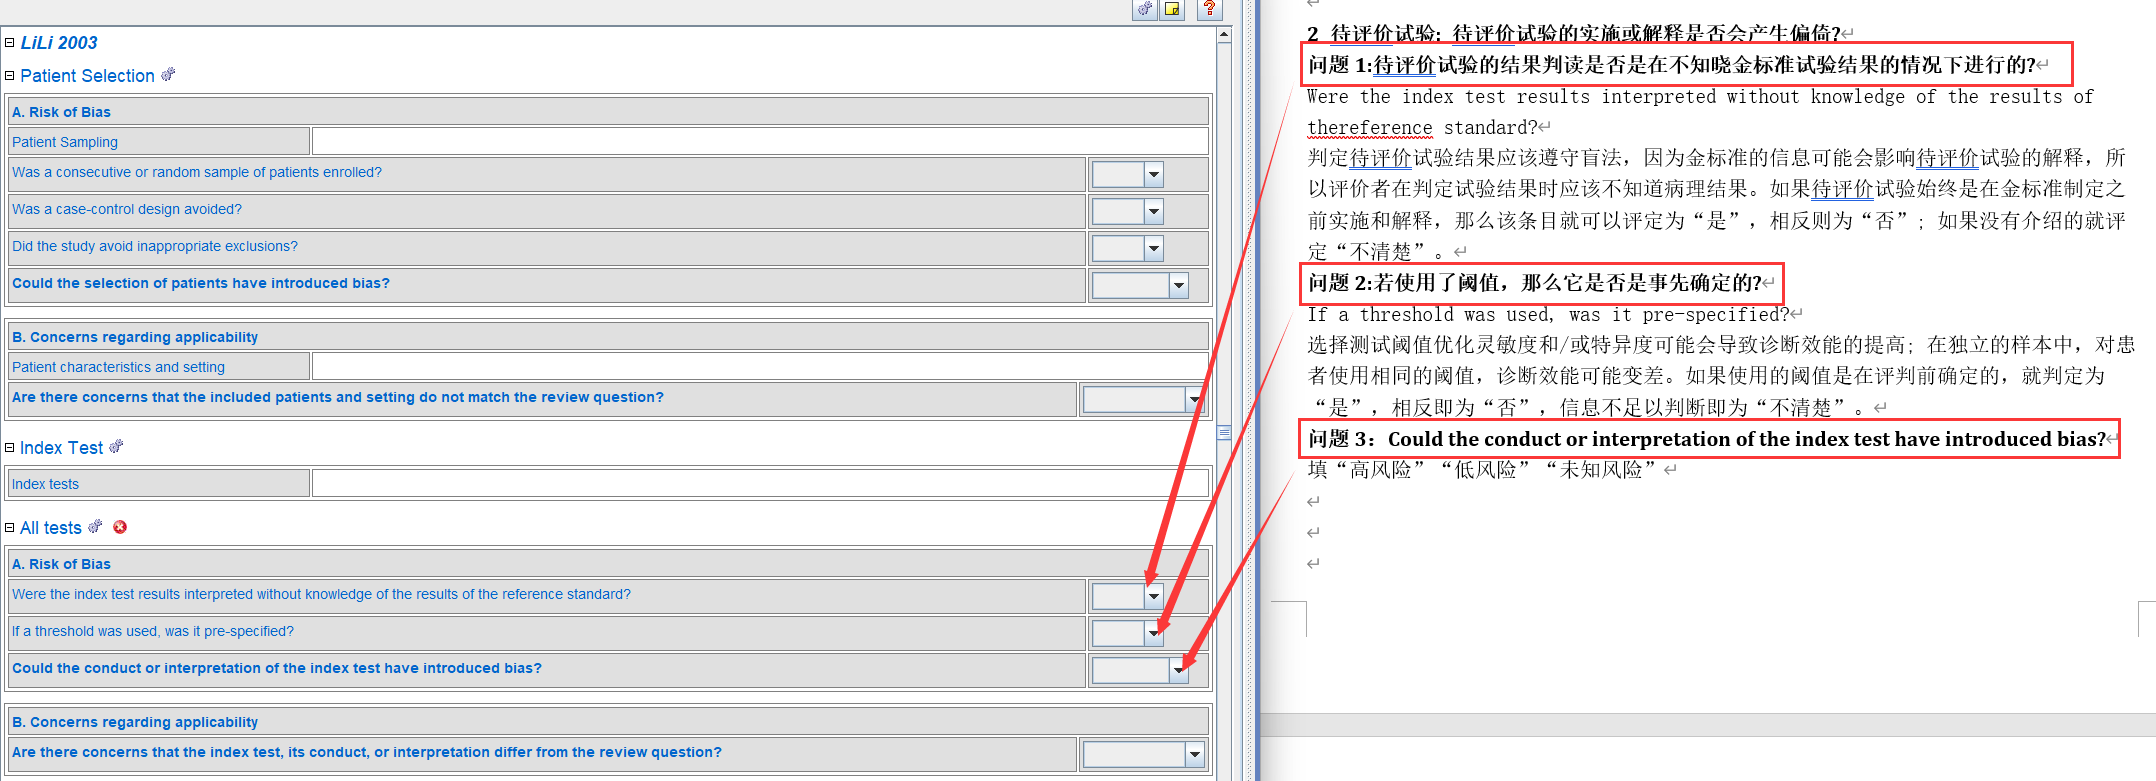 LiLi 2003
Patient Selection
A. Risk of Bias
Patient Sampling
Was a consecutive or random sample of patients enrolled?
Was a case-control design avoided?
Did the study avoid inappropriate exclusions?
Could the selection of patients have introduced bias?
B. Concerns regarding applicability
Patient characteristics and setting
Are there concerns that the included patients and setting do not match the review question?
Index Test
Index tests
All tests
A. Risk of Bias
Were the index test results interpreted without knowledge of the results of the reference standard?
If a threshold was used, was it pre-specified?
Could the conduct or interpretation of the index test have introduced bias?
B. Concerns regarding applicability
Are there concerns that the index test, its conduct, or interpretation differ from the review question?
2 待评价试验: 待评价试验的实施或解释是否会产生偏倚?
问题 1:待评价试验的结果判读是否是在不知晓金标准试验结果的情况下进行的?
Were the index test results interpreted without knowledge of the results of
thereference standard?
判定待评价试验结果应该遵守盲法，因为金标准的信息可能会影响待评价试验的解释，所
以评价者在判定试验结果时应该不知道病理结果。如果待评价试验始终是在金标准制定之
前实施和解释，那么该条目就可以评定为“是”，相反则为“否”；如果没有介绍的就评
定“不清楚”。
问题 2:若使用了阈值，那么它是否是事先确定的?
If a threshold was used, was it pre-specified?
选择测试阈值优化灵敏度和/或特异度可能会导致诊断效能的提高；在独立的样本中，对患
者使用相同的阈值，诊断效能可能变差。如果使用的阈值是在评判前确定的，就判定为
“是”，相反即为“否”，信息不足以判断即为“不清楚”。
问题 3：Could the conduct or interpretation of the index test have introduced bias?
填“高风险”“低风险”“未知风险”